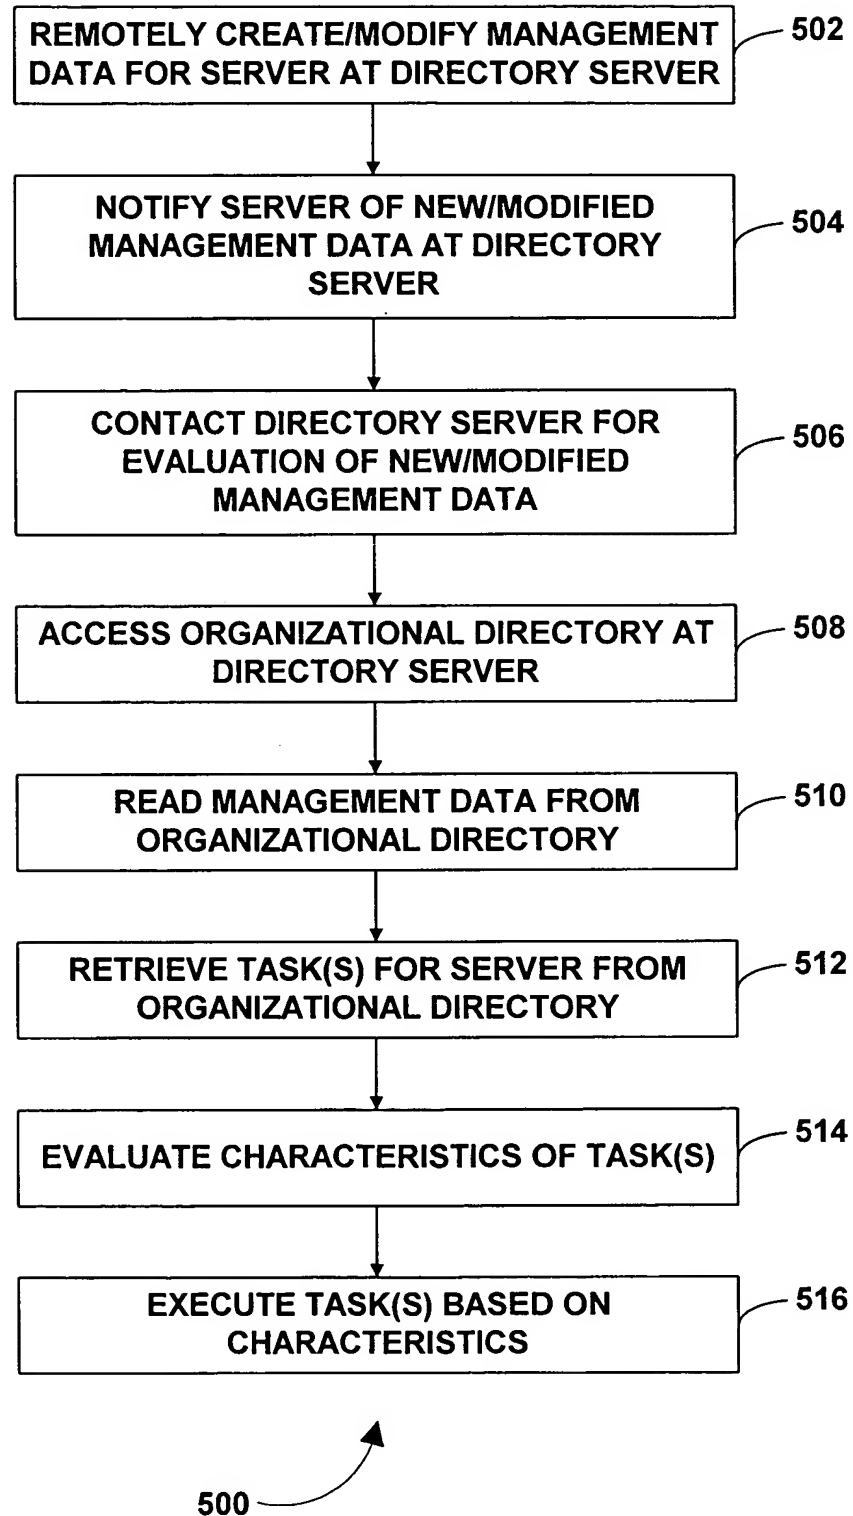 REMOTELY CREATE/MODIFY MANAGEMENT
DATA FOR SERVER AT DIRECTORY SERVER
502
NOTIFY SERVER OF NEW/MODIFIED
MANAGEMENT DATA AT DIRECTORY
SERVER
504
CONTACT DIRECTORY SERVER FOR
EVALUATION OF NEW/MODIFIED
MANAGEMENT DATA
506
ACCESS ORGANIZATIONAL DIRECTORY AT
DIRECTORY SERVER
508
READ MANAGEMENT DATA FROM
ORGANIZATIONAL DIRECTORY
510
RETRIEVE TASK(S) FOR SERVER FROM
ORGANIZATIONAL DIRECTORY
512
EVALUATE CHARACTERISTICS OF TASK(S)
514
EXECUTE TASK(S) BASED ON
CHARACTERISTICS
516
500